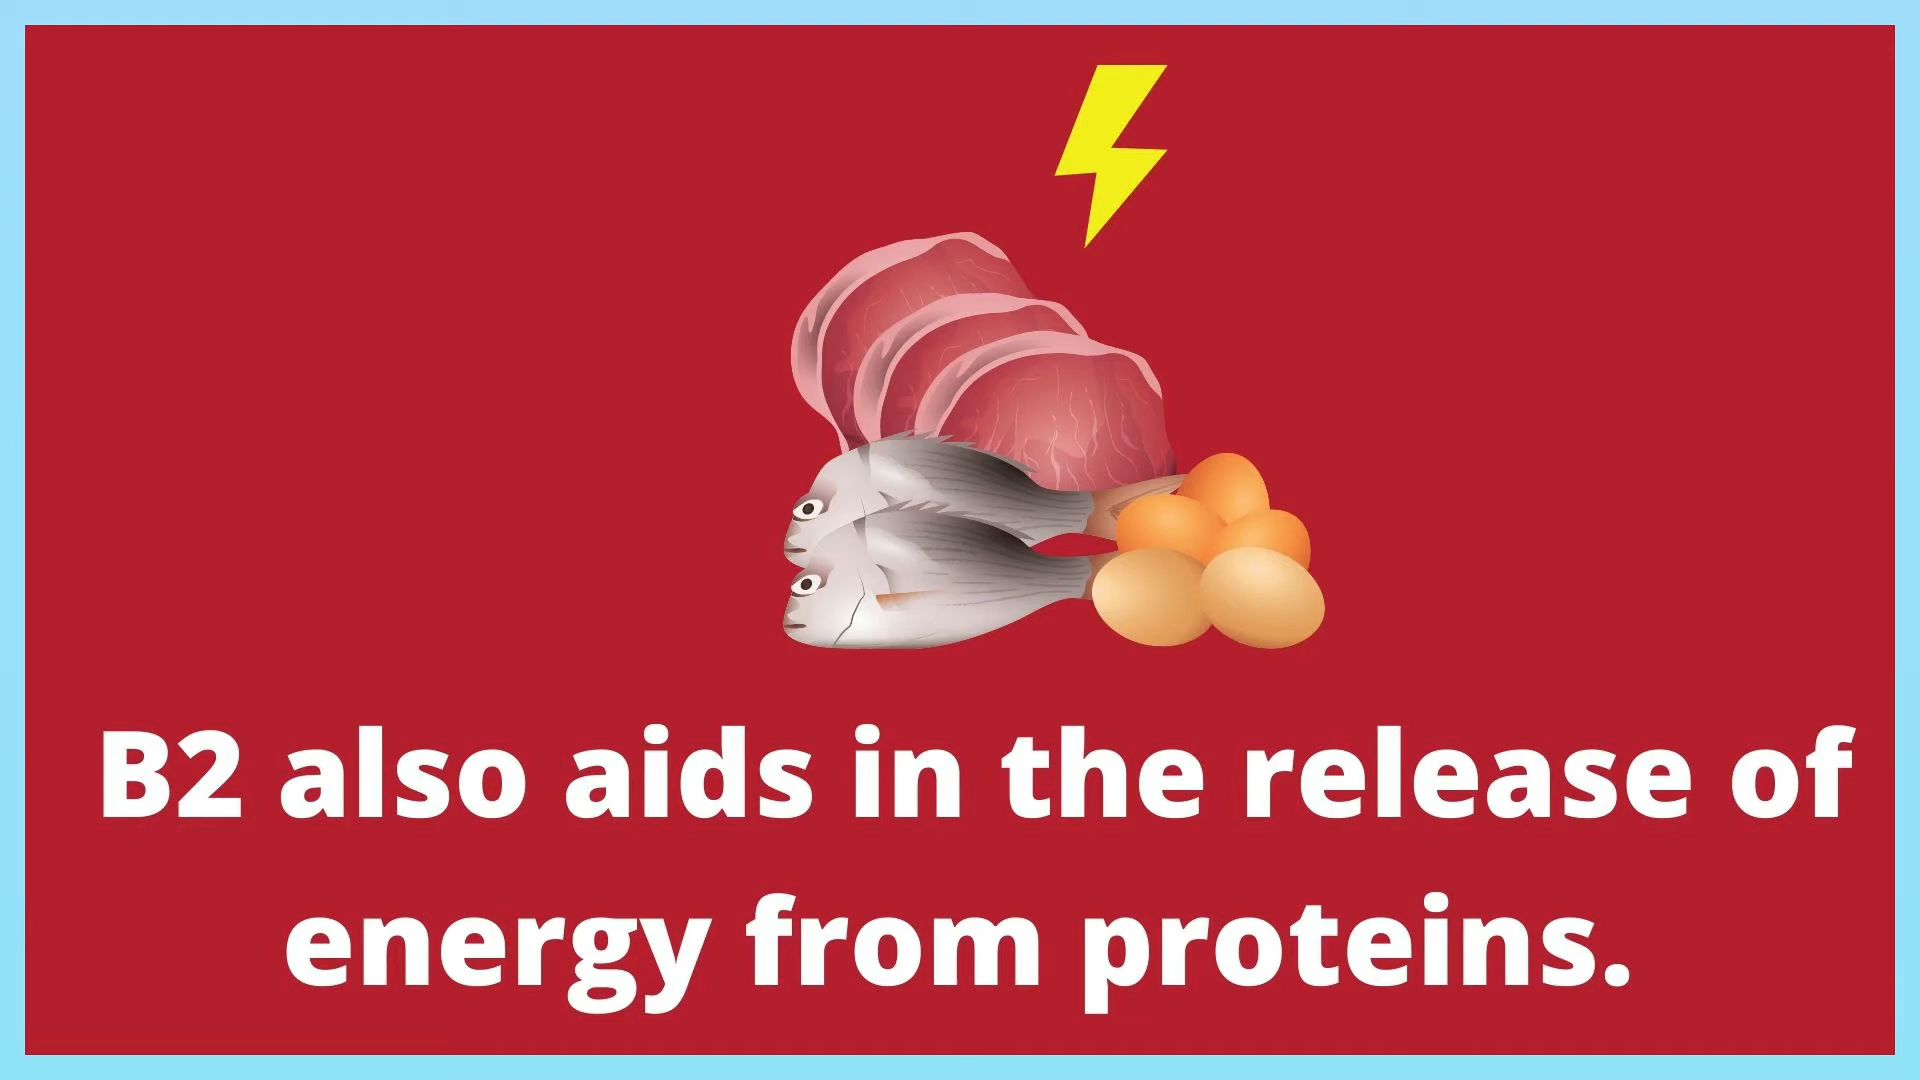 B2 also aids in the release of
energy from proteins.